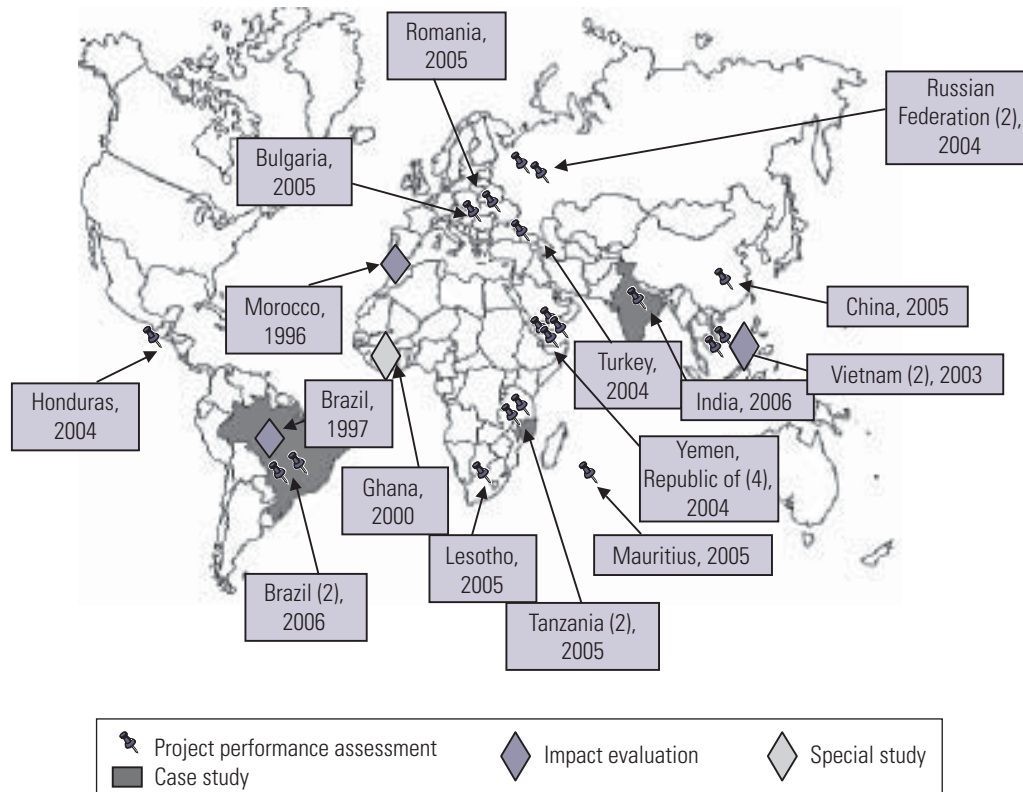 Romania,
2005
Russian
Federation (2),
2004
Bulgaria,
2005
Morocco,
1996
China, 2005
Honduras,
2004
Brazil,
1997
Turkey,
2004
India, 2006
Vietnam (2), 2003
Ghana,
2000
Yemen,
Republic of (4),
2004
Lesotho,
2005
Mauritius, 2005
Brazil (2),
2006
Tanzania (2),
2005
Project performance assessment
Impact evaluation
Special study
Case study